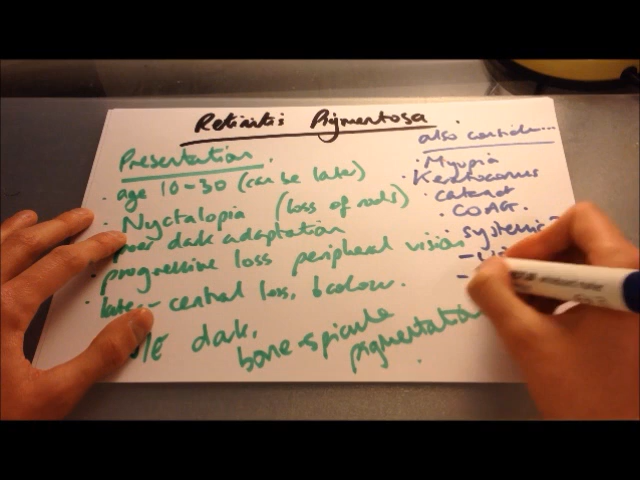 Retinitis Pigmentosa
Presentation
· age 10-30 (can be later)
· Nyctalopia (loss of rods)
· poor dark adaptation
· progressive loss peripheral vision
· late - central loss, &colour.
O/E dark,
bone-spicule
pigmentation
also consider...
· Myopia
· Keratoconus
· cataract
· COAG.
· systemic?